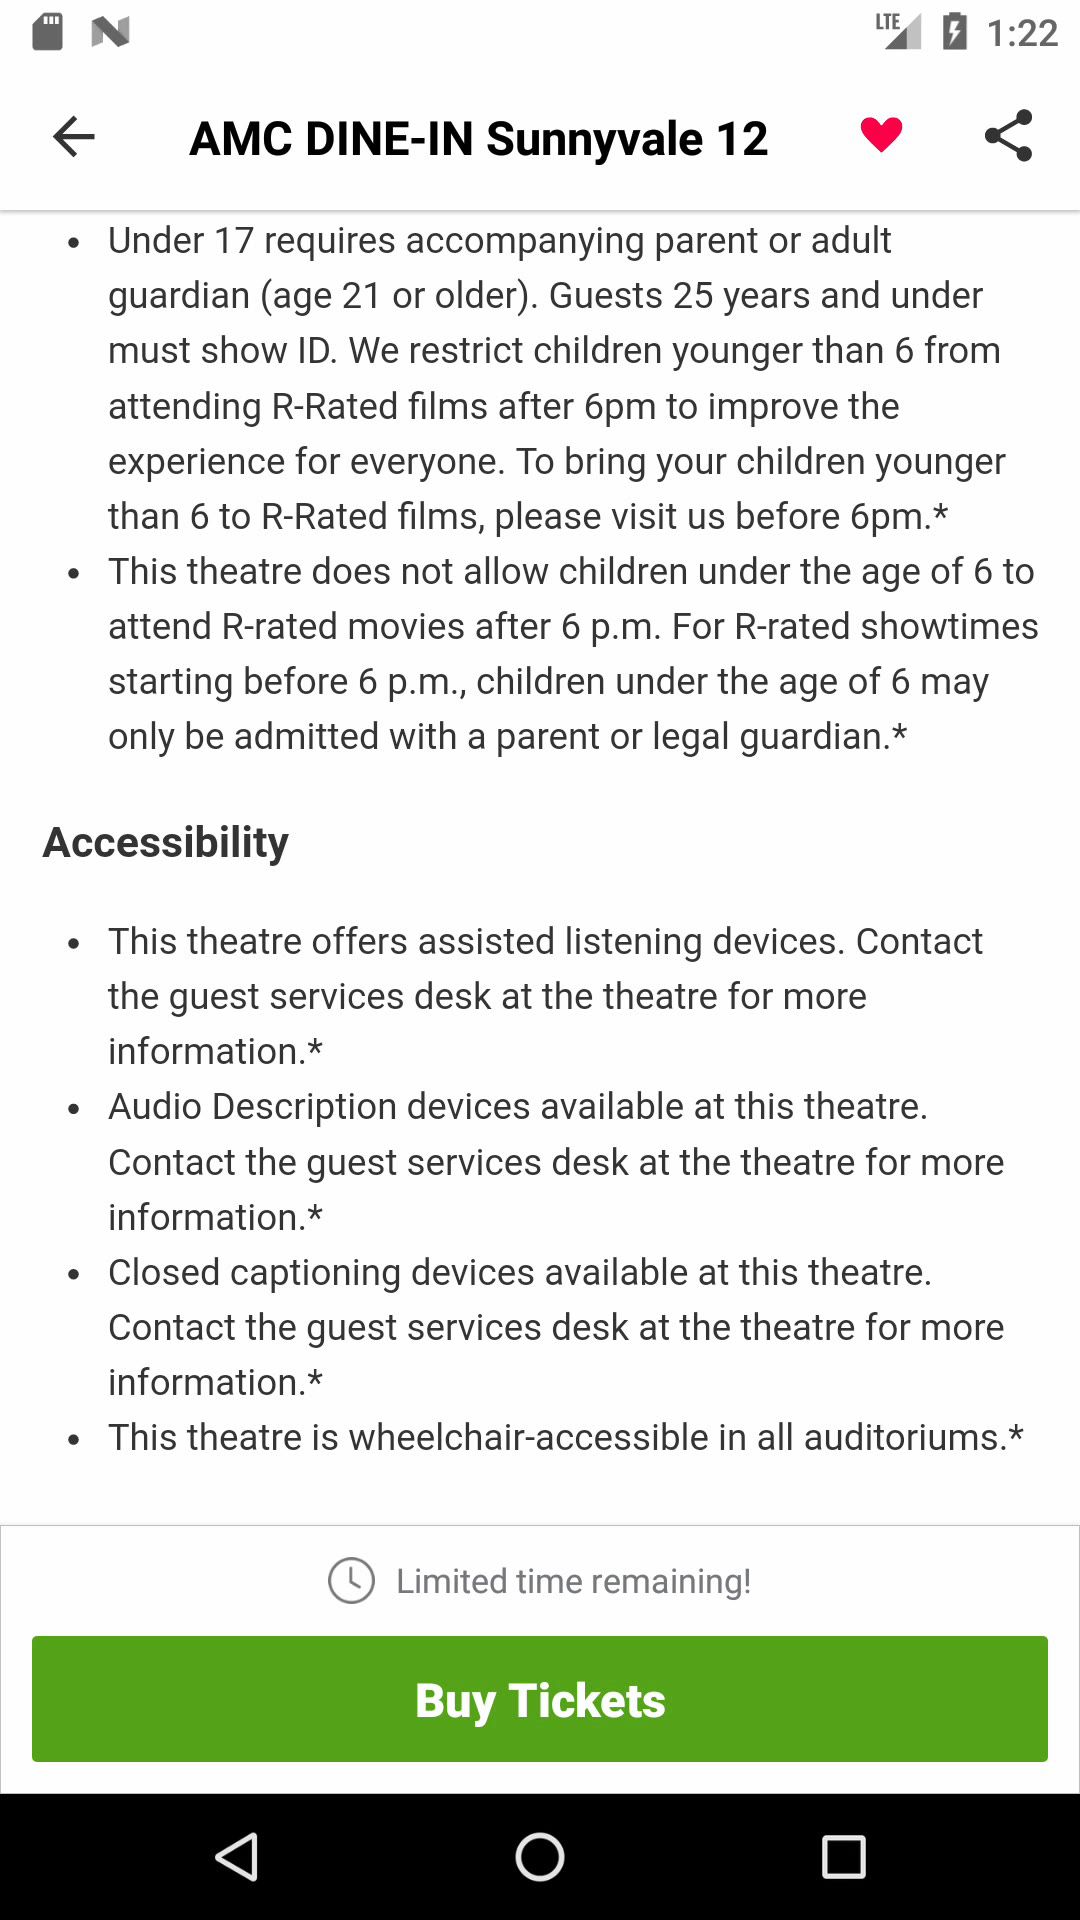 LTE 1:22
AMC DINE-IN Sunnyvale 12
• Under 17 requires accompanying parent or adult
guardian (age 21 or older). Guests 25 years and under
must show ID. We restrict children younger than 6 from
attending R-Rated films after 6pm to improve the
experience for everyone. To bring your children younger
than 6 to R-Rated films, please visit us before 6pm.*
• This theatre does not allow children under the age of 6 to
attend R-rated movies after 6 p.m. For R-rated showtimes
starting before 6 p.m., children under the age of 6 may
only be admitted with a parent or legal guardian.*
Accessibility
• This theatre offers assisted listening devices. Contact
the guest services desk at the theatre for more
information.*
• Audio Description devices available at this theatre.
Contact the guest services desk at the theatre for more
information.*
• Closed captioning devices available at this theatre.
Contact the guest services desk at the theatre for more
information.*
• This theatre is wheelchair-accessible in all auditoriums.*
Limited time remaining!
Buy Tickets